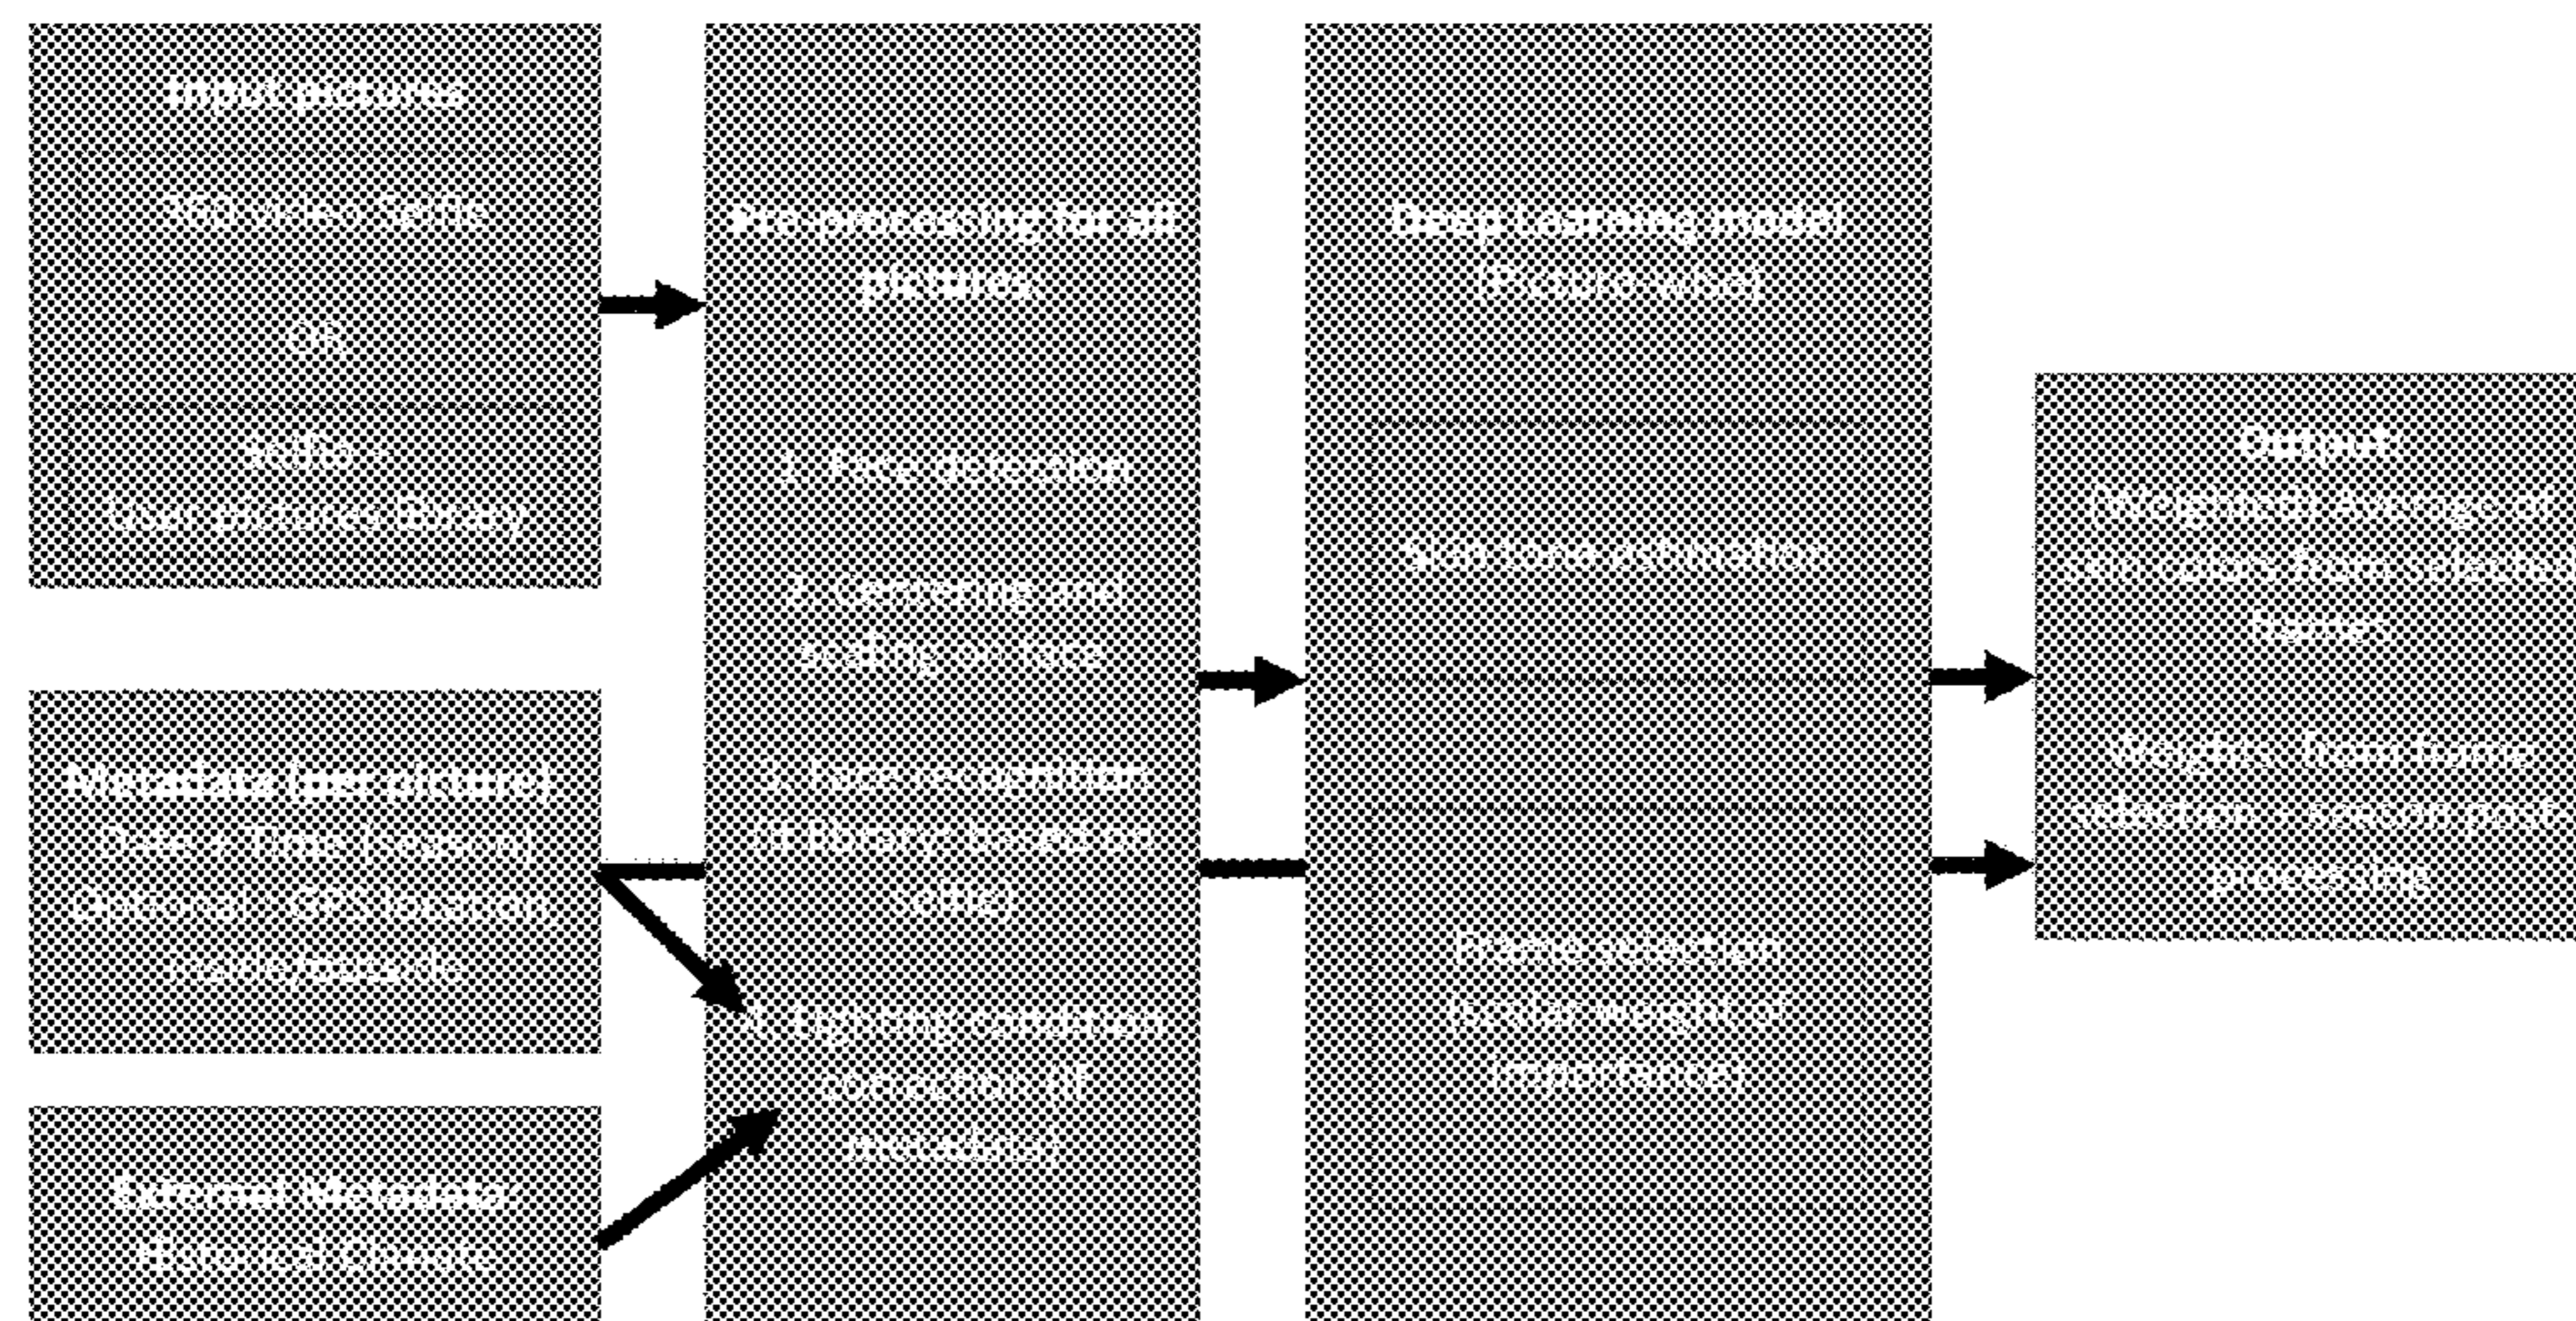 Input pictures
360 video Selfie
OR
Selfie +
User pictures library
Metadata (per picture)
Date + Time (season)
Optional: GPS location,
inside/outside
External Metadata:
Historical Climate
Pre-processing for all
pictures
1. Face detection
2. Centering and
scaling on face
3. Face recognition
(if library: based on
selfie)
4. Lighting condition
correction (if
metadata)
Deep Learning model
(Picture-wise)
Skin tone estimation
Frame selection
(scalar weight of
importance)
Output:
(Weighted) Average of
skin colors from selected
frames
Weights: from frame
selection + season post-
processing